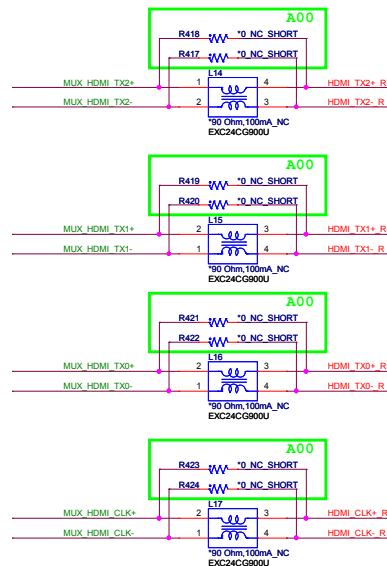 A00
R418 *0_NC_SHORT
R417 *0_NC_SHORT
L14
MUX_HDMI_TX2+ 1 4 HDMI_TX2+_R
MUX_HDMI_TX2- 2 3 HDMI_TX2-_R
*90 Ohm,100mA_NC
EXC24CG900U
A00
R419 *0_NC_SHORT
R420 *0_NC_SHORT
L15
MUX_HDMI_TX1+ 2 3 HDMI_TX1+_R
MUX_HDMI_TX1- 1 4 HDMI_TX1-_R
*90 Ohm,100mA_NC
EXC24CG900U
A00
R421 *0_NC_SHORT
R422 *0_NC_SHORT
L16
MUX_HDMI_TX0+ 2 3 HDMI_TX0+_R
MUX_HDMI_TX0- 1 4 HDMI_TX0-_R
*90 Ohm,100mA_NC
EXC24CG900U
A00
R423 *0_NC_SHORT
R424 *0_NC_SHORT
L17
MUX_HDMI_CLK+ 2 3 HDMI_CLK+_R
MUX_HDMI_CLK- 1 4 HDMI_CLK-_R
*90 Ohm,100mA_NC
EXC24CG900U